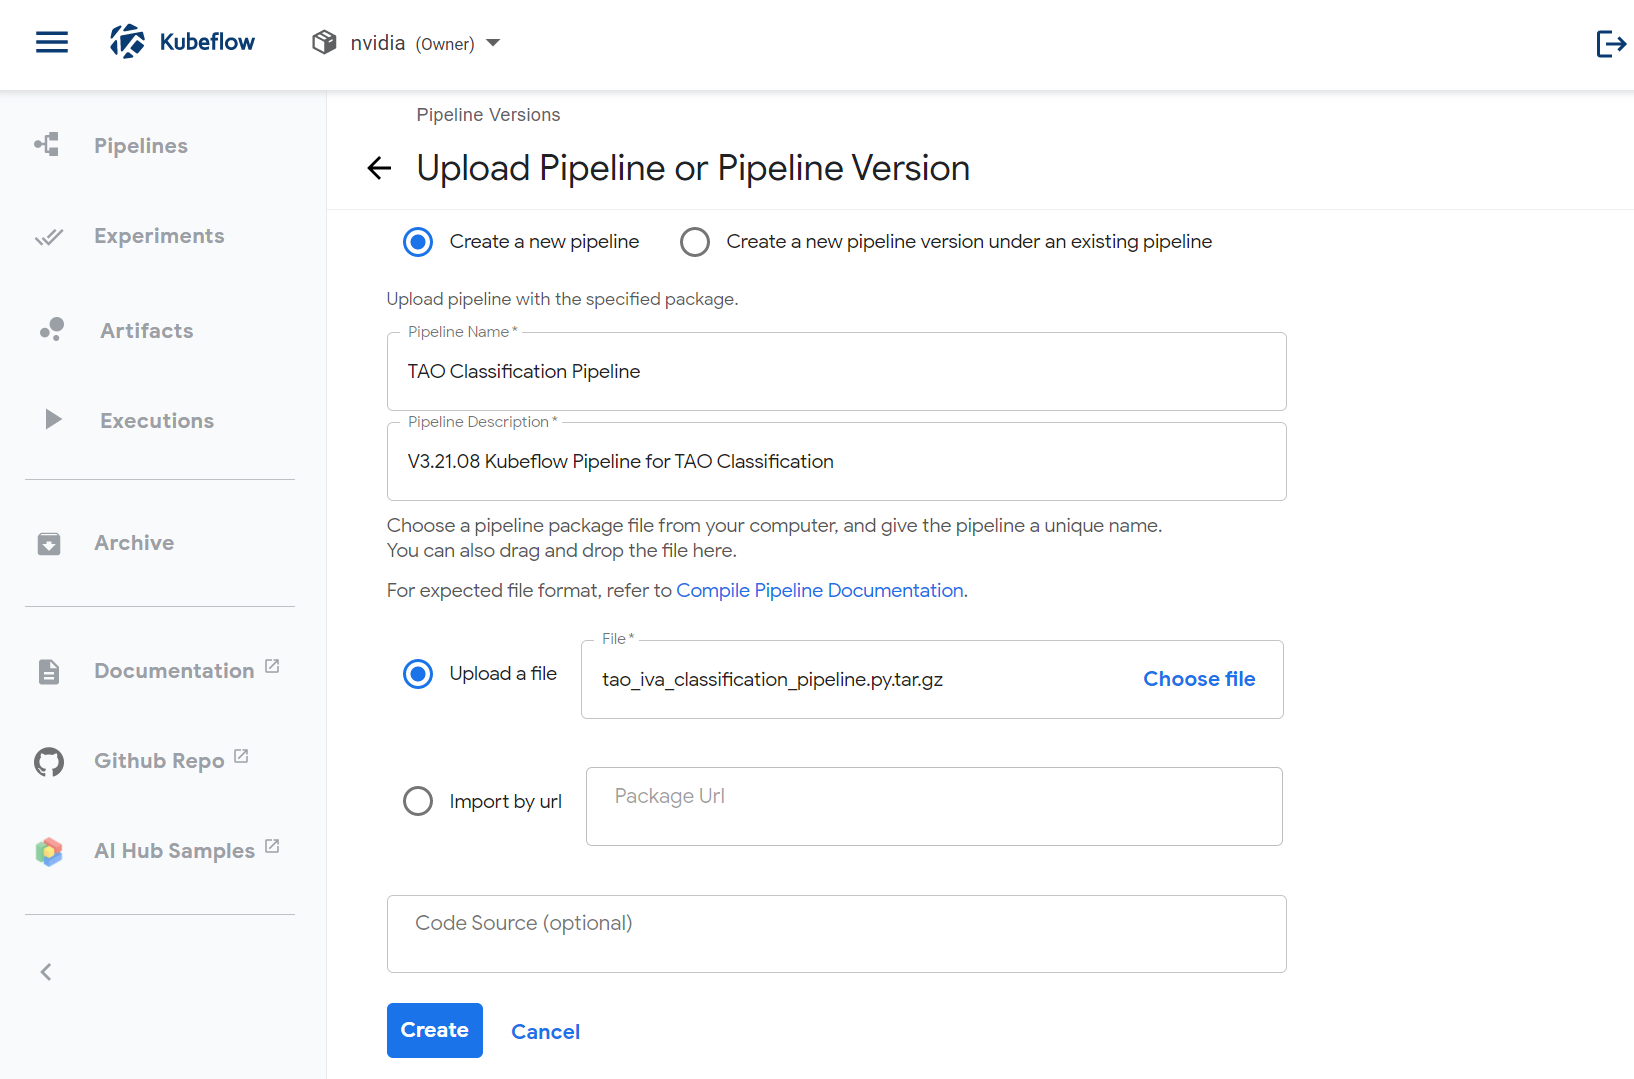 Kubeflow
nvidia (Owner)
Pipelines
Experiments
Artifacts
Executions
Archive
Documentation
Github Repo
AI Hub Samples
Pipeline Versions
Upload Pipeline or Pipeline Version
Create a new pipeline
Create a new pipeline version under an existing pipeline
Upload pipeline with the specified package.
Pipeline Name *
TAO Classification Pipeline
Pipeline Description *
V3.21.08 Kubeflow Pipeline for TAO Classification
Choose a pipeline package file from your computer, and give the pipeline a unique name.
You can also drag and drop the file here.
For expected file format, refer to Compile Pipeline Documentation.
File *
Upload a file
tao_iva_classification_pipeline.py.tar.gz
Choose file
Import by url
Package Url
Code Source (optional)
Create
Cancel